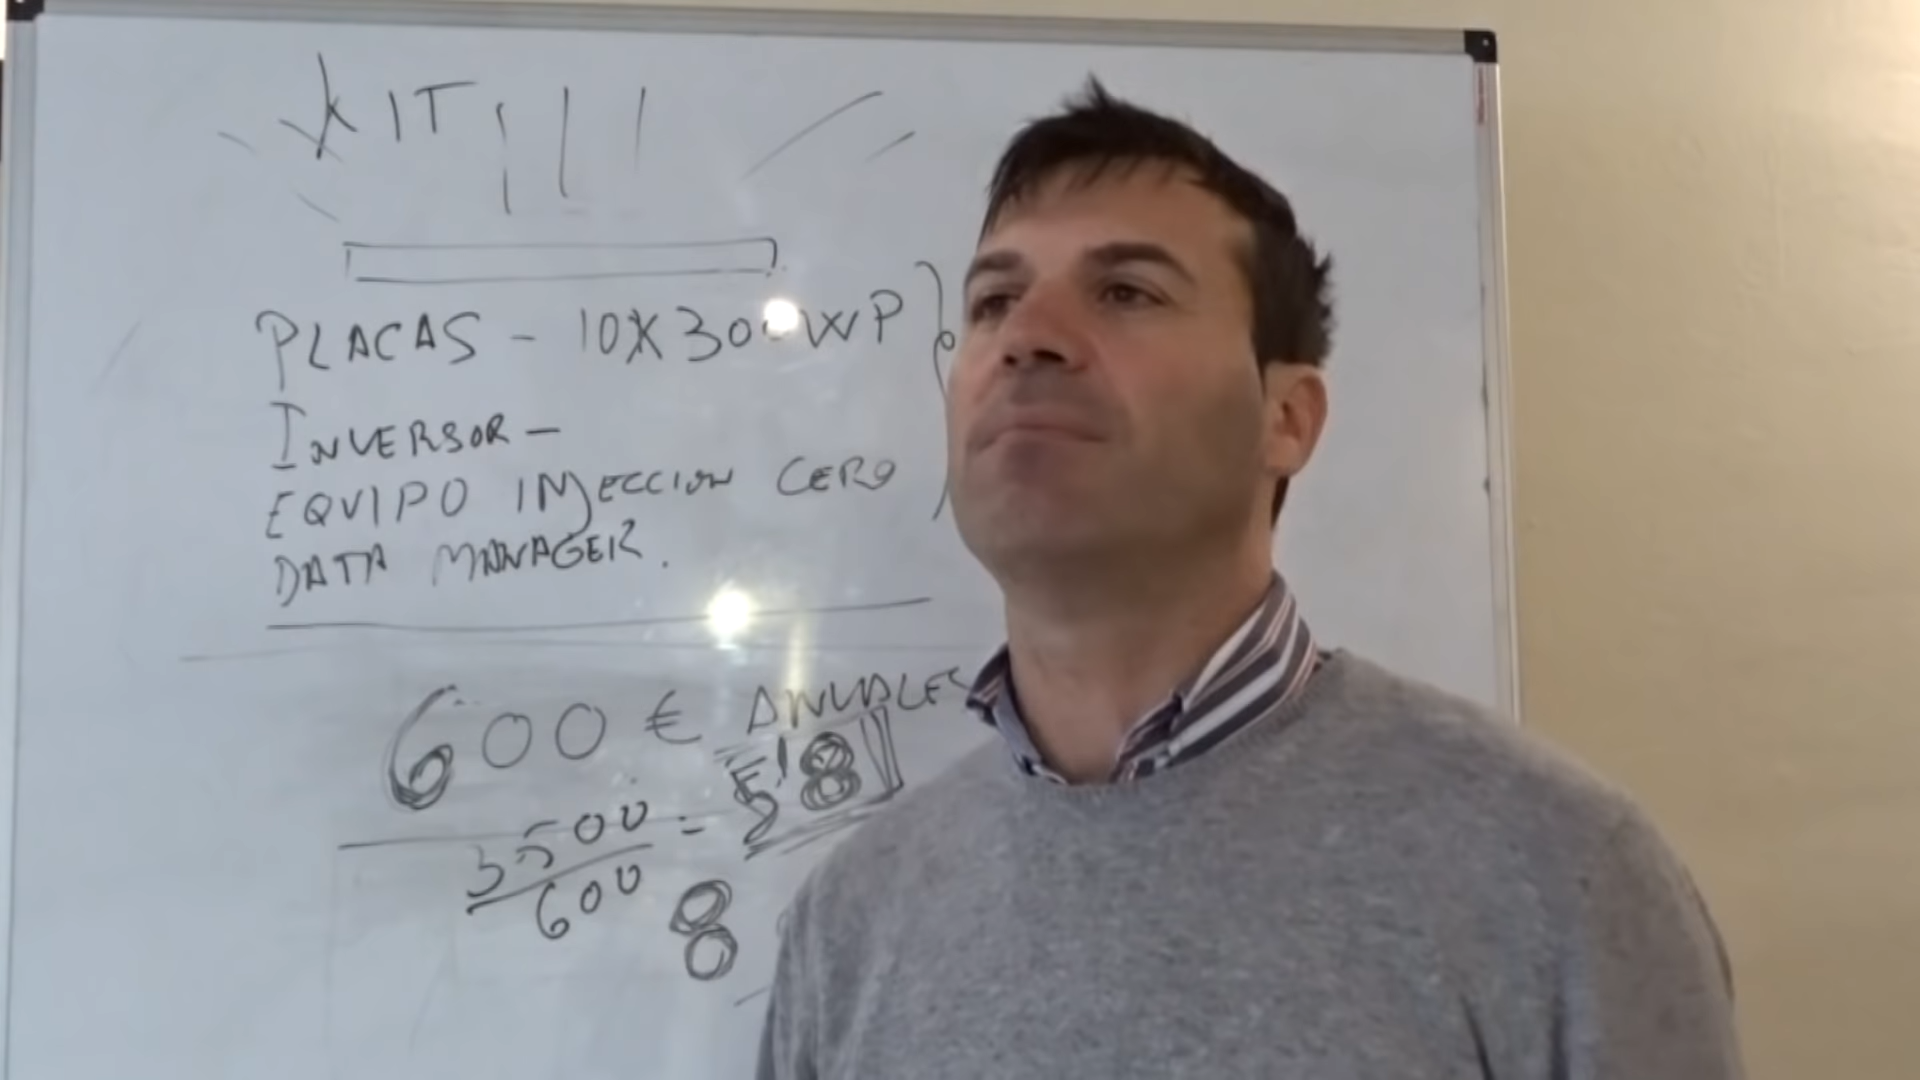 KIT
PLACAS - 10X300WP
INVERSOR -
EQUIPO INYECCION CERO
DATA MANAGER.
600 € ANUALES
3500 = 5'8
600
8